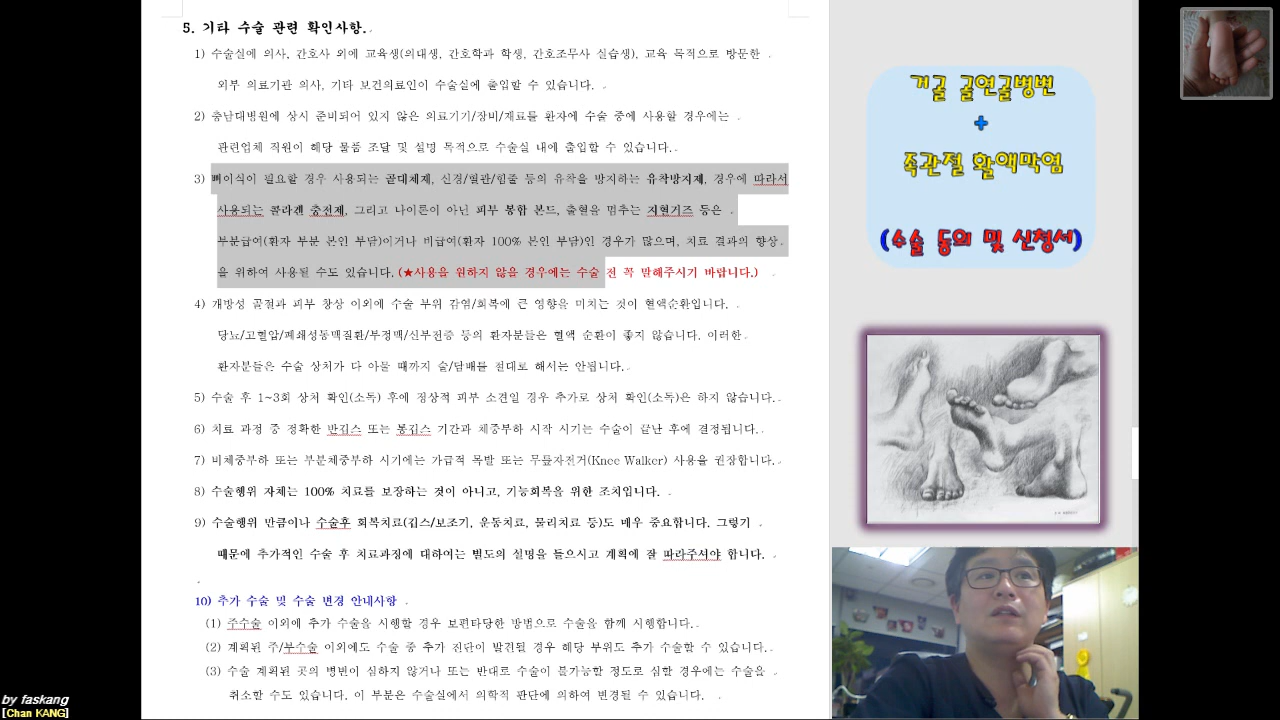 5. 기타 수술 관련 확인사항.
1) 수술실에 의사, 간호사 외에 교육생(의대생, 간호학과 학생, 간호조무사 실습생), 교육 목적으로 방문한
외부 의료기관 의사, 기타 보건의료인이 수술실에 출입할 수 있습니다.
2) 충남대병원에 상시 준비되어 있지 않은 의료기기/장비/재료를 환자에 수술 중에 사용할 경우에는
관련업체 직원이 해당 물품 조달 및 설명 목적으로 수술실 내에 출입할 수 있습니다.
3) 뼈이식이 필요한 경우 사용되는 골대체제, 신경/혈관/힘줄 등의 유착을 방지하는 유착방지제, 경우에 따라서
사용되는 콜라겐 충전제, 그리고 나이론이 아닌 피부 봉합 본드, 출혈을 멈추는 지혈거즈 등은
부분급여(환자 부분 본인 부담)이거나 비급여(환자 100% 본인 부담)인 경우가 많으며, 치료 결과의 향상
을 위하여 사용될 수도 있습니다. (★사용을 원하지 않을 경우에는 수술 전 꼭 말해주시기 바랍니다.)
4) 개방성 골절과 피부 창상 이외에 수술 부위 감염/회복에 큰 영향을 미치는 것이 혈액순환입니다.
당뇨/고혈압/폐쇄성동맥질환/부정맥/신부전증 등의 환자분들은 혈액 순환이 좋지 않습니다. 이러한
환자분들은 수술 상처가 다 아물 때까지 술/담배를 절대로 해서는 안됩니다.
5) 수술 후 1~3회 상처 확인(소독) 후에 정상적 피부 소견일 경우 추가로 상처 확인(소독)은 하지 않습니다.
6) 치료 과정 중 정확한 반깁스 또는 통깁스 기간과 체중부하 시작 시기는 수술이 끝난 후에 결정됩니다.
7) 비체중부하 또는 부분체중부하 시기에는 가급적 목발 또는 무릎자전거(Knee Walker) 사용을 권장합니다.
8) 수술행위 자체는 100% 치료를 보장하는 것이 아니고, 기능회복을 위한 조치입니다.
9) 수술행위 만큼이나 수술후 회복치료(깁스/보조기, 운동치료, 물리치료 등)도 매우 중요합니다. 그렇기
때문에 추가적인 수술 후 치료과정에 대하여는 별도의 설명을 들으시고 계획에 잘 따라주셔야 합니다.
10) 추가 수술 및 수술 변경 안내사항
(1) 주수술 이외에 추가 수술을 시행할 경우 보편타당한 방법으로 수술을 함께 시행합니다.
(2) 계획된 주/부수술 이외에도 수술 중 추가 진단이 발견될 경우 해당 부위도 추가 수술할 수 있습니다.
(3) 수술 계획된 곳의 병변이 심하지 않거나 또는 반대로 수술이 불가능할 정도로 심할 경우에는 수술을
취소할 수도 있습니다. 이 부분은 수술실에서 의학적 판단에 의하여 변경될 수 있습니다.
거골 골연골병변
+
족관절 활액막염
(수술 동의 및 신청서)
by faskang
[Chan KANG]